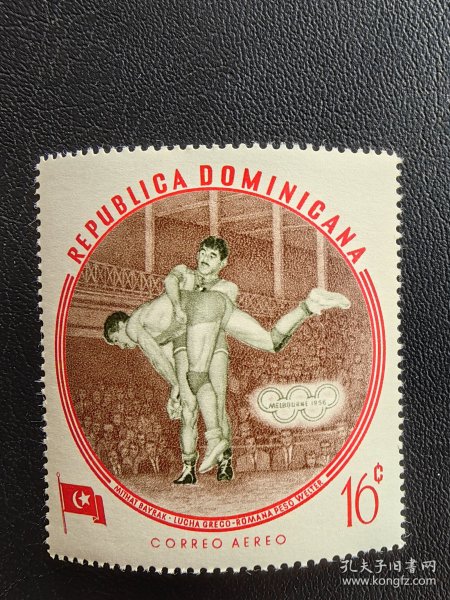 REPUBLICA DOMINICANA
MELBOURNE 1956
MITHAT BAYRAK - LUCHA GRECO-ROMANA PESO WELTER
16¢
CORREO AEREO
孔夫子旧书网
www.kongfz.com